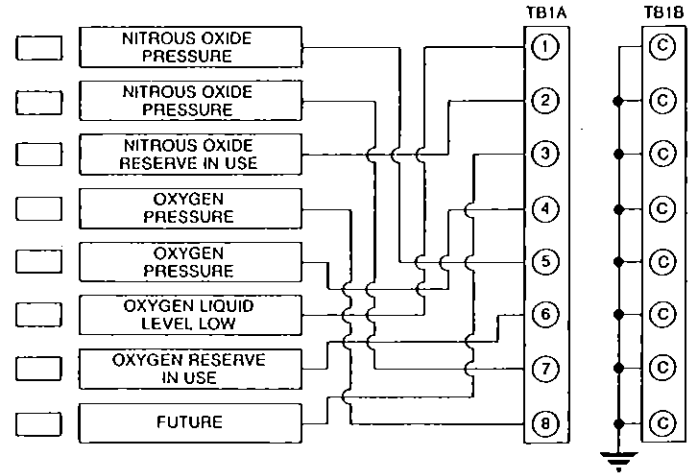 TB1A
TB1B
NITROUS OXIDE
PRESSURE
1
C
NITROUS OXIDE
PRESSURE
2
C
NITROUS OXIDE
RESERVE IN USE
3
C
OXYGEN
PRESSURE
4
C
OXYGEN
PRESSURE
5
C
OXYGEN LIQUID
LEVEL LOW
6
C
OXYGEN RESERVE
IN USE
7
C
FUTURE
8
C